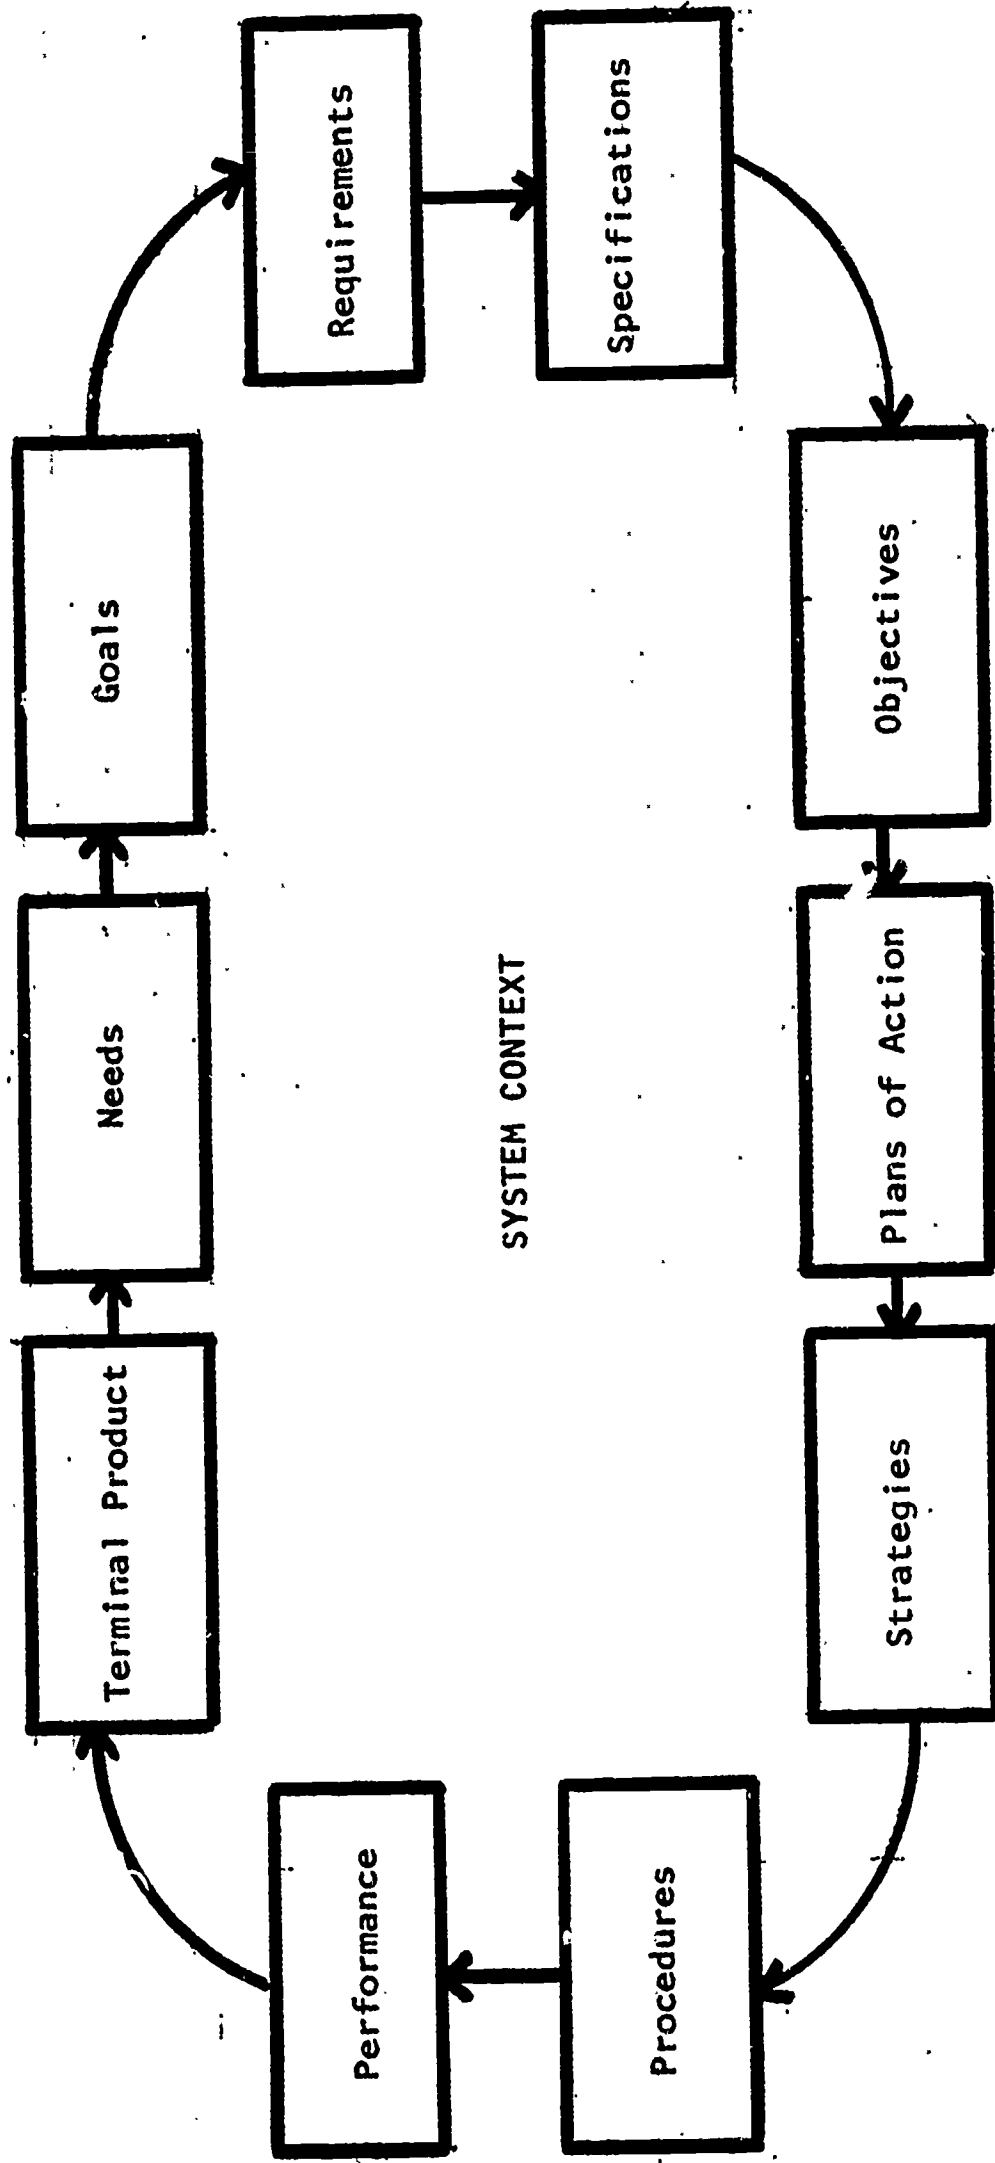 Terminal Product
Needs
Goals
Requirements
Specifications
Objectives
Plans of Action
Strategies
Procedures
Performance
SYSTEM CONTEXT